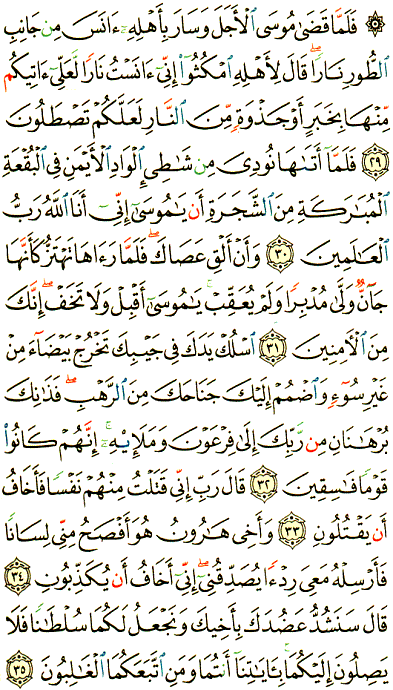 ۞ فَلَمَّا قَضَىٰ مُوسَى ٱلْأَجَلَ وَسَارَ بِأَهْلِهِۦٓ ءَانَسَ مِن جَانِبِ
ٱلطُّورِ نَارًاۖ قَالَ لِأَهْلِهِ ٱمْكُثُوٓا۟ إِنِّىٓ ءَانَسْتُ نَارًا لَّعَلِّىٓ ءَاتِيكُم
مِّنْهَا بِخَبَرٍ أَوْ جَذْوَةٍ مِّنَ ٱلنَّارِ لَعَلَّكُمْ تَصْطَلُونَ
٢٩ فَلَمَّآ أَتَىٰهَا نُودِىَ مِن شَٰطِئِ ٱلْوَادِ ٱلْأَيْمَنِ فِى ٱلْبُقْعَةِ
ٱلْمُبَٰرَكَةِ مِنَ ٱلشَّجَرَةِ أَن يَٰمُوسَىٰٓ إِنِّىٓ أَنَا ٱللَّهُ رَبُّ
ٱلْعَٰلَمِينَ ٣٠ وَأَنْ أَلْقِ عَصَاكَۖ فَلَمَّا رَءَاهَا تَهْتَزُّ كَأَنَّهَا
جَآنٌّ وَلَّىٰ مُدْبِرًا وَلَمْ يُعَقِّبْۚ يَٰمُوسَىٰٓ أَقْبِلْ وَلَا تَخَفْۖ إِنَّكَ
مِنَ ٱلْءَامِنِينَ ٣١ ٱسْلُكْ يَدَكَ فِى جَيْبِكَ تَخْرُجْ بَيْضَآءَ مِنْ
غَيْرِ سُوٓءٍ وَٱضْمُمْ إِلَيْكَ جَنَاحَكَ مِنَ ٱلرَّهْبِۖ فَذَٰنِكَ
بُرْهَٰنَانِ مِن رَّبِّكَ إِلَىٰ فِرْعَوْنَ وَمَلَإِي۟هِۦٓۚ إِنَّهُمْ كَانُوا۟
قَوْمًا فَٰسِقِينَ ٣٢ قَالَ رَبِّ إِنِّى قَتَلْتُ مِنْهُمْ نَفْسًا فَأَخَافُ
أَن يَقْتُلُونِ ٣٣ وَأَخِى هَٰرُونُ هُوَ أَفْصَحُ مِنِّى لِسَانًا
فَأَرْسِلْهُ مَعِىَ رِدْءًا يُصَدِّقُنِىٓۖ إِنِّىٓ أَخَافُ أَن يُكَذِّبُونِ ٣٤
قَالَ سَنَشُدُّ عَضُدَكَ بِأَخِيكَ وَنَجْعَلُ لَكُمَا سُلْطَٰنًا فَلَا
يَصِلُونَ إِلَيْكُمَاۚ بِـَٔايَٰتِنَآ أَنتُمَا وَمَنِ ٱتَّبَعَكُمَا ٱلْغَٰلِبُونَ ٣٥